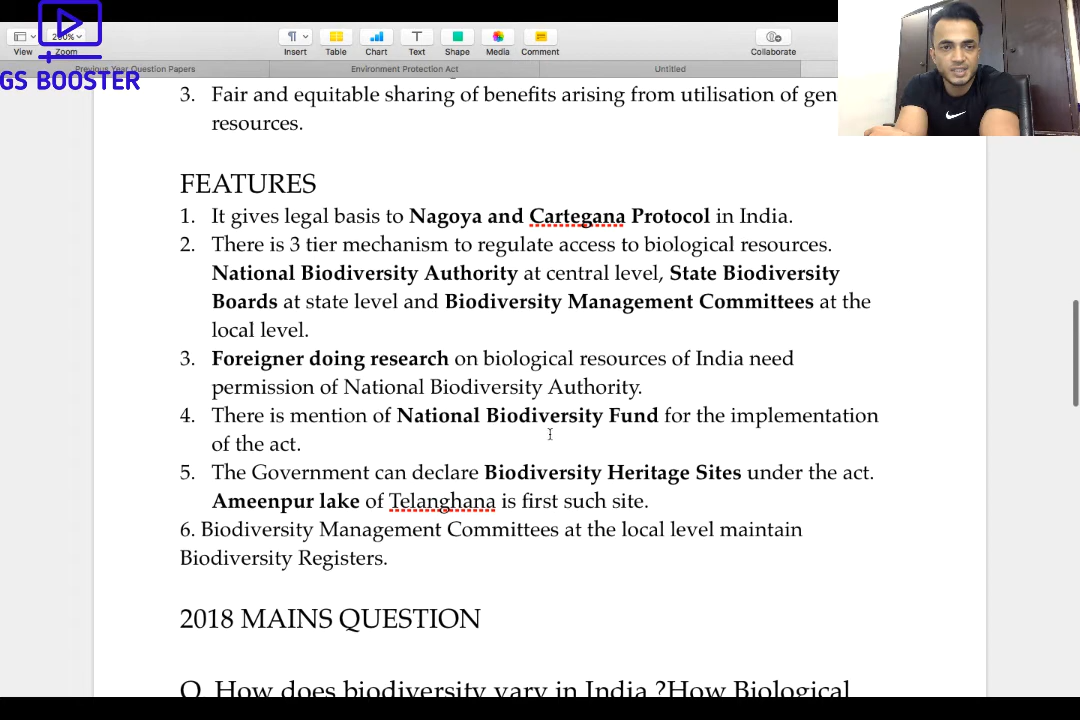 View
200%
Zoom
Insert
Table
Chart
Text
Shape
Media
Comment
Collaborate
Previous Year Question Papers
Environment Protection Act
Untitled
GS BOOSTER
3. Fair and equitable sharing of benefits arising from utilisation of gen
resources.
FEATURES
1. It gives legal basis to Nagoya and Cartegana Protocol in India.
2. There is 3 tier mechanism to regulate access to biological resources.
National Biodiversity Authority at central level, State Biodiversity
Boards at state level and Biodiversity Management Committees at the
local level.
3. Foreigner doing research on biological resources of India need
permission of National Biodiversity Authority.
4. There is mention of National Biodiversity Fund for the implementation
of the act.
5. The Government can declare Biodiversity Heritage Sites under the act.
Ameenpur lake of Telanghana is first such site.
6. Biodiversity Management Committees at the local level maintain
Biodiversity Registers.
2018 MAINS QUESTION
Q. How does biodiversity vary in India ?How Biological